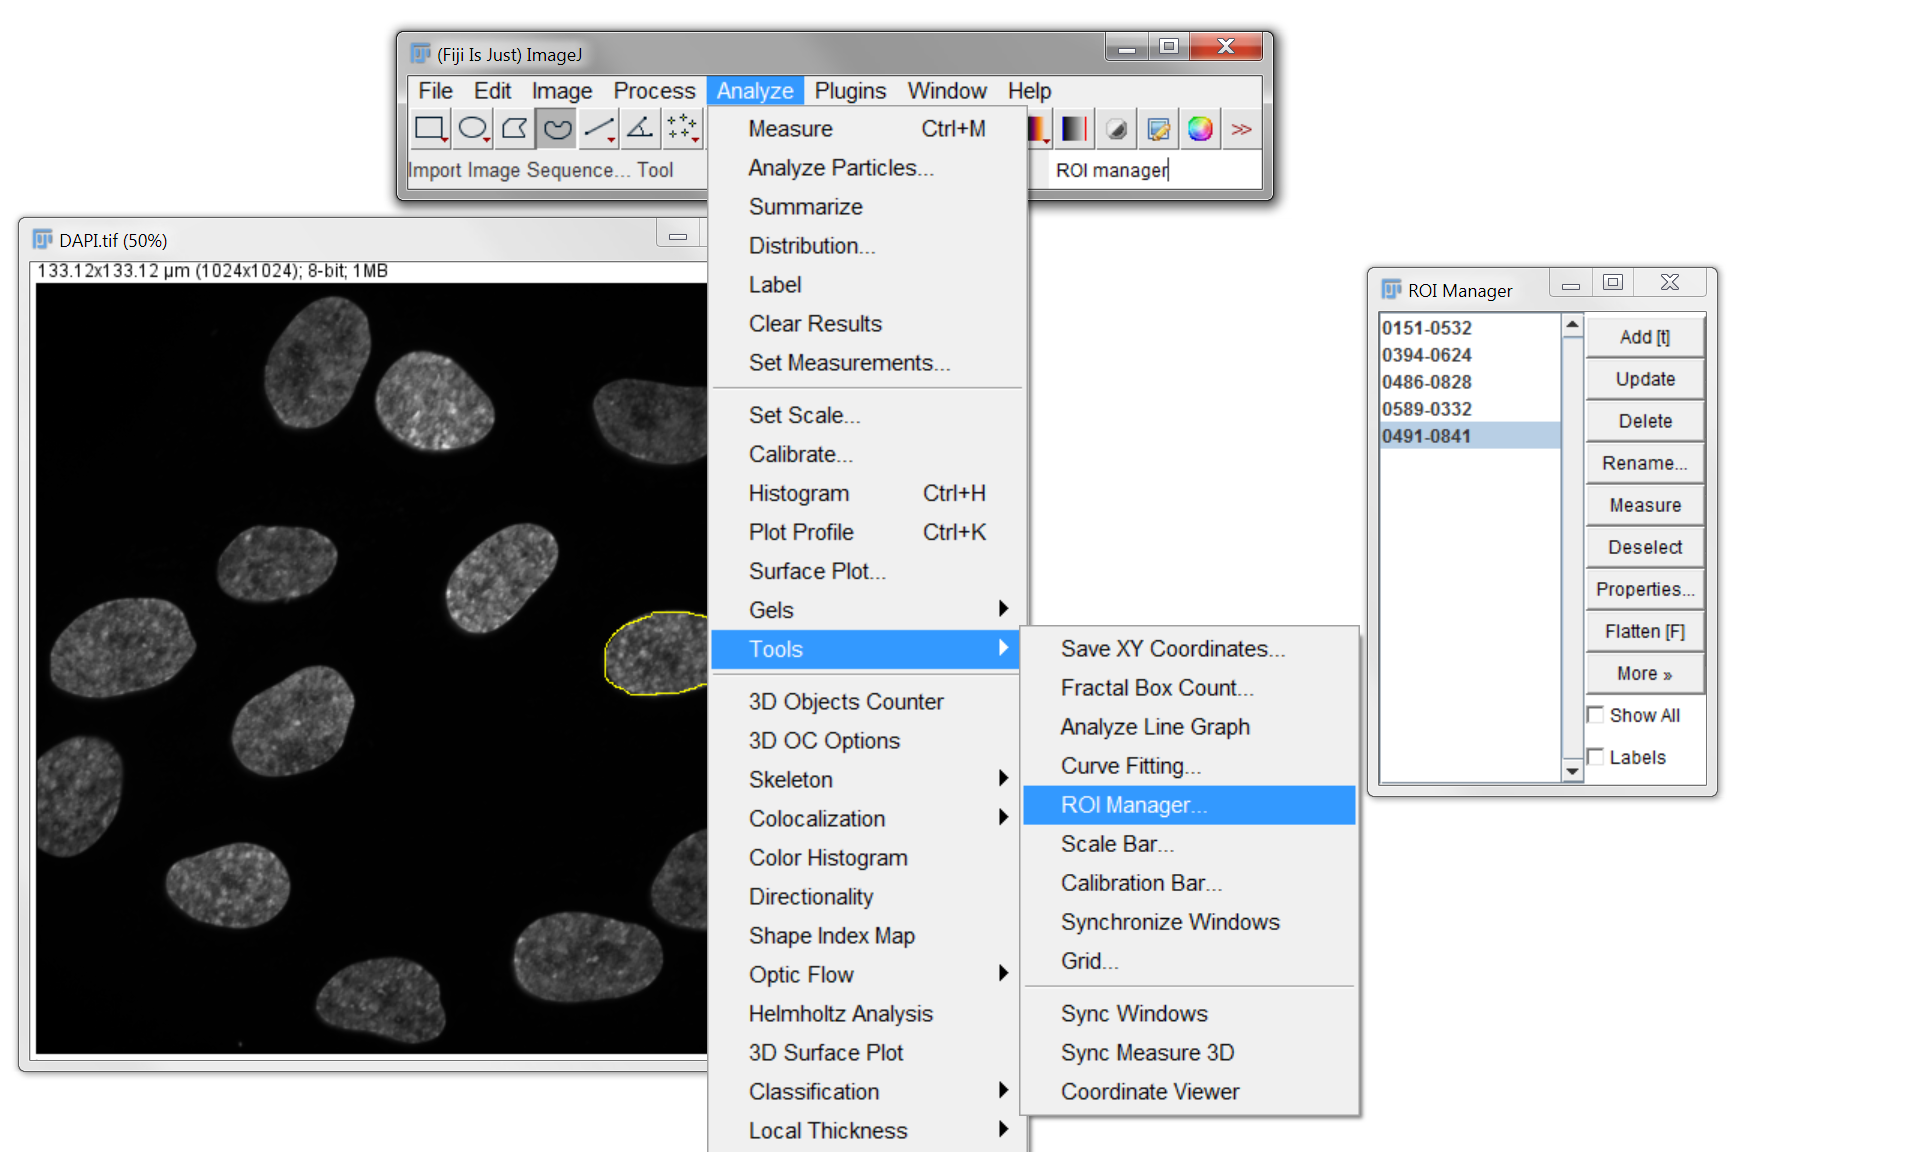 (Fiji Is Just) ImageJ
File Edit Image Process Analyze Plugins Window Help
Import Image Sequence... Tool
ROI manager
>>
DAPI.tif (50%)
133.12x133.12 µm (1024x1024); 8-bit; 1MB
Measure Ctrl+M
Analyze Particles...
Summarize
Distribution...
Label
Clear Results
Set Measurements...
Set Scale...
Calibrate...
Histogram Ctrl+H
Plot Profile Ctrl+K
Surface Plot...
Gels
Tools
3D Objects Counter
3D OC Options
Skeleton
Colocalization
Color Histogram
Directionality
Shape Index Map
Optic Flow
Helmholtz Analysis
3D Surface Plot
Classification
Local Thickness
Save XY Coordinates...
Fractal Box Count...
Analyze Line Graph
Curve Fitting...
ROI Manager...
Scale Bar...
Calibration Bar...
Synchronize Windows
Grid...
Sync Windows
Sync Measure 3D
Coordinate Viewer
ROI Manager
0151-0532
0394-0624
0486-0828
0589-0332
0491-0841
Add [t]
Update
Delete
Rename...
Measure
Deselect
Properties...
Flatten [F]
More »
Show All
Labels